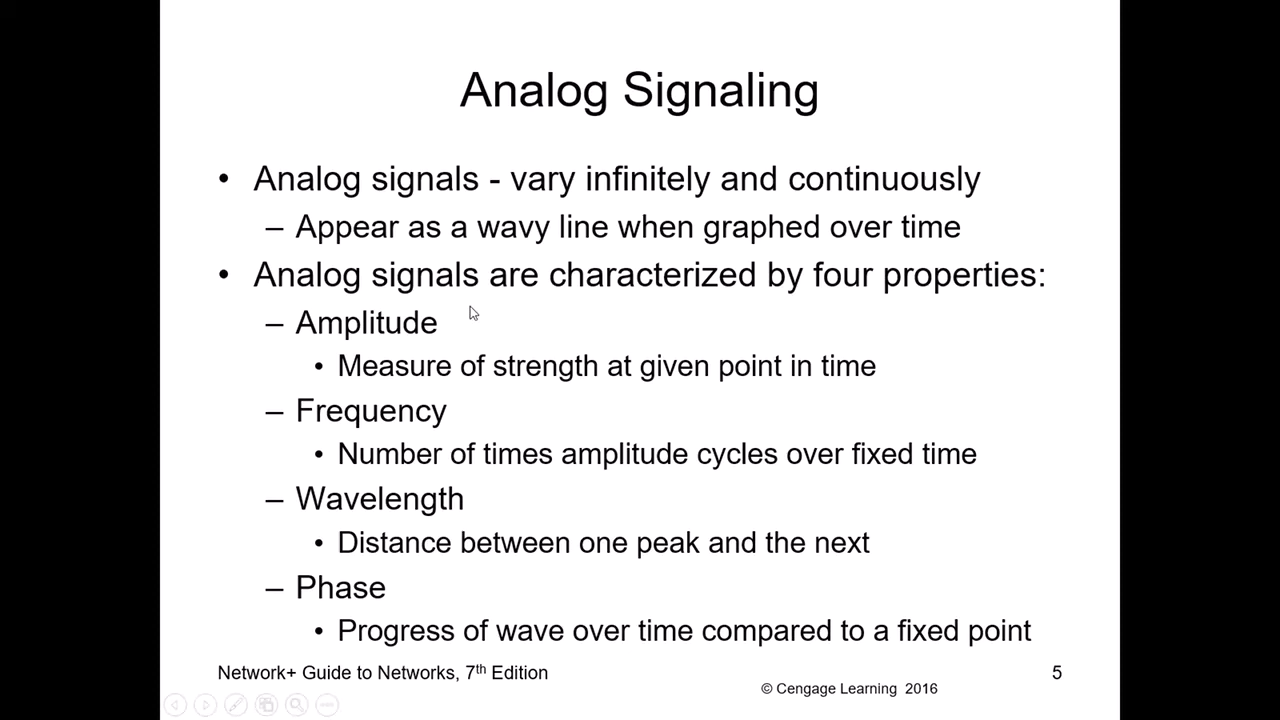 Analog Signaling
• Analog signals - vary infinitely and continuously
– Appear as a wavy line when graphed over time
• Analog signals are characterized by four properties:
– Amplitude
• Measure of strength at given point in time
– Frequency
• Number of times amplitude cycles over fixed time
– Wavelength
• Distance between one peak and the next
– Phase
• Progress of wave over time compared to a fixed point
Network+ Guide to Networks, 7th Edition
5
© Cengage Learning 2016